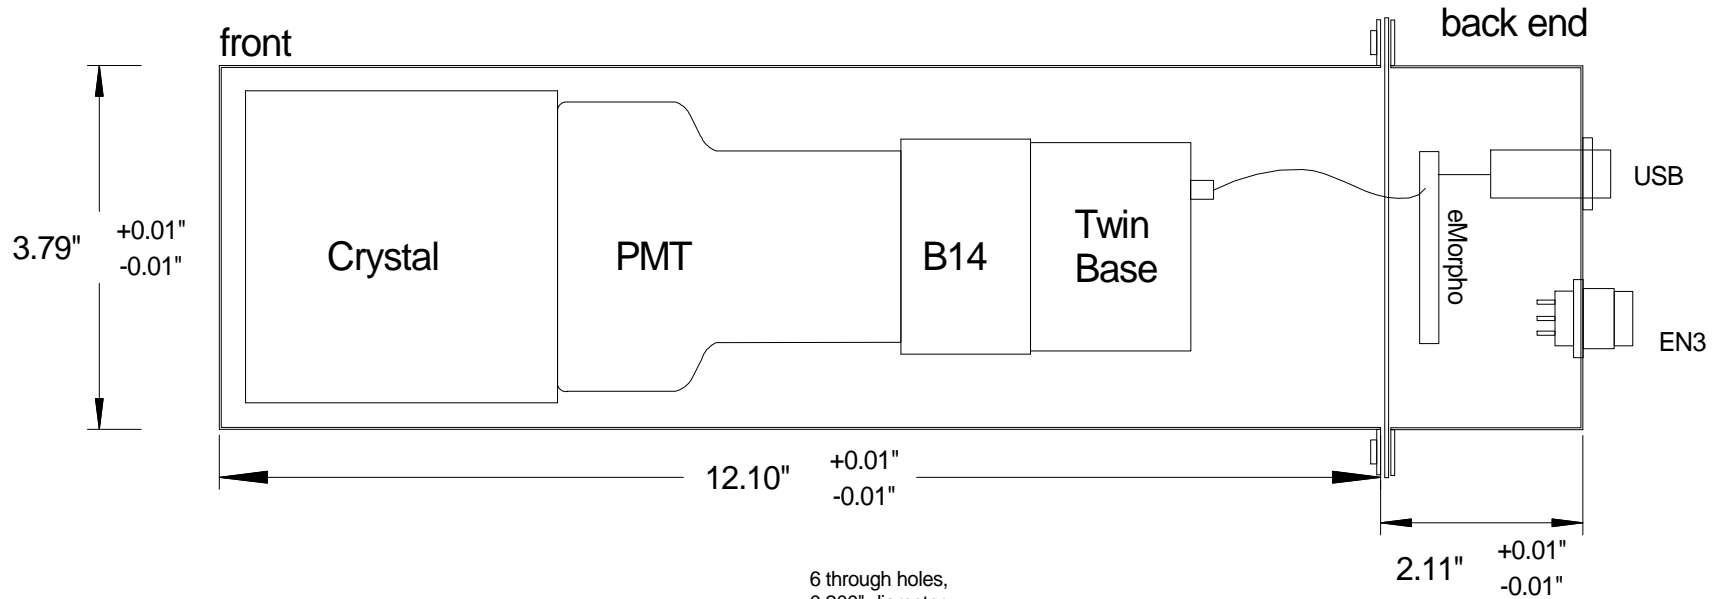 back end
front
USB
+0.01"
3.79"
-0.01"
Crystal
PMT
B14
Twin
Base
eMorpho
EN3
+0.01"
12.10"
-0.01"
+0.01"
2.11"
-0.01"
6 through holes,